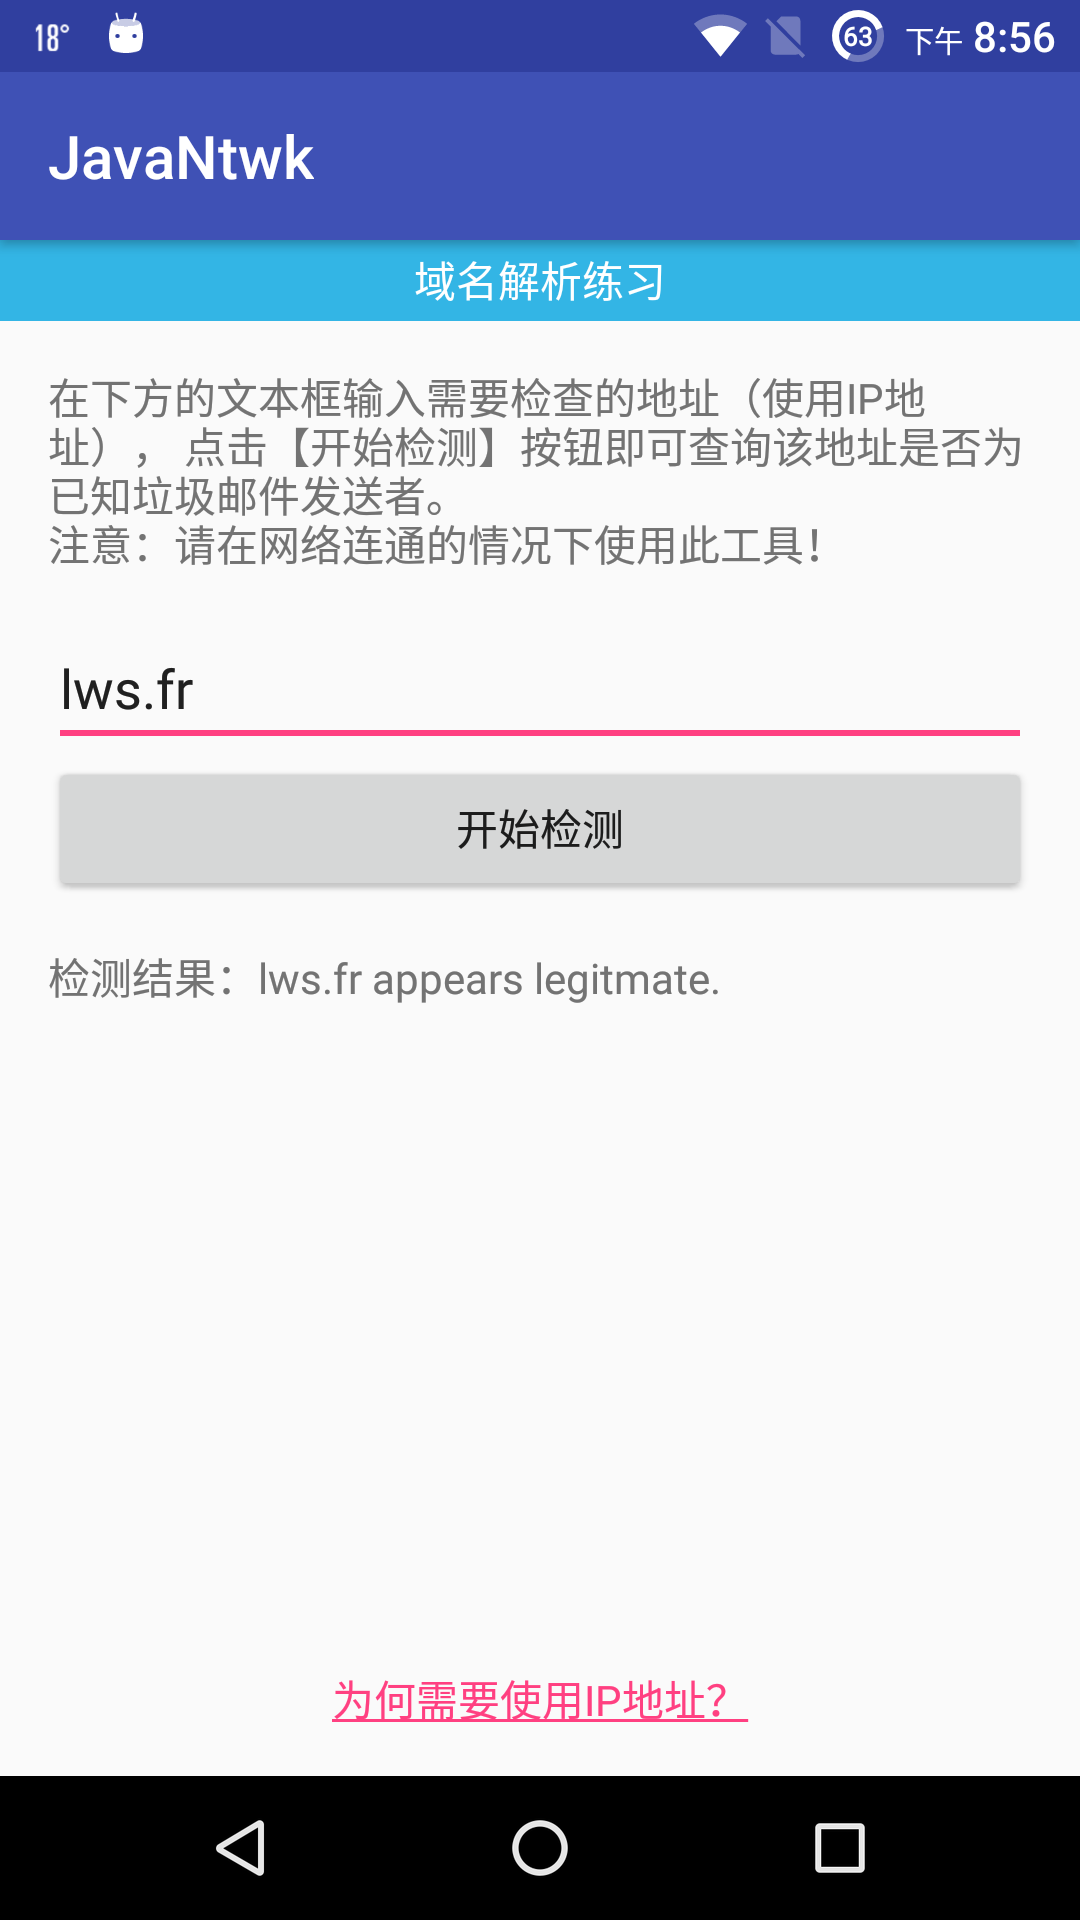 18°
63
下午 8:56
JavaNtwk
域名解析练习
在下方的文本框输入需要检查的地址（使用IP地
址）， 点击【开始检测】按钮即可查询该地址是否为
已知垃圾邮件发送者。
注意：请在网络连通的情况下使用此工具！
lws.fr
开始检测
检测结果：lws.fr appears legitmate.
为何需要使用IP地址？